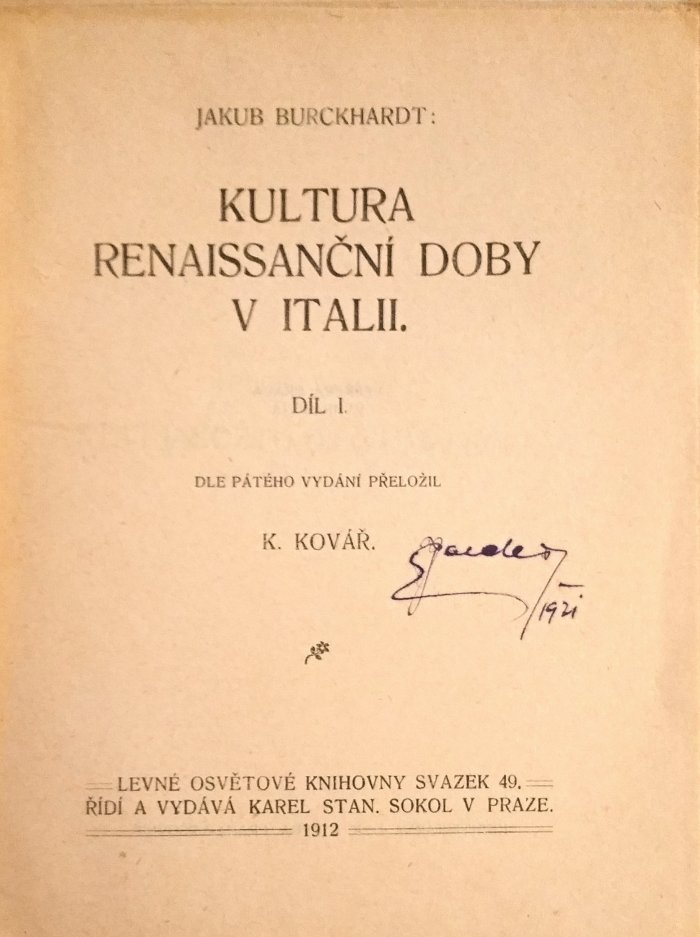 JAKUB BURCKHARDT:
KULTURA
RENAISSANČNÍ DOBY
V ITALII.
DÍL I.
DLE PÁTÉHO VYDÁNÍ PŘELOŽIL
K. KOVÁŘ.
1921
LEVNÉ OSVĚTOVÉ KNIHOVNY SVAZEK 49.
ŘÍDÍ A VYDÁVÁ KAREL STAN. SOKOL V PRAZE.
1912